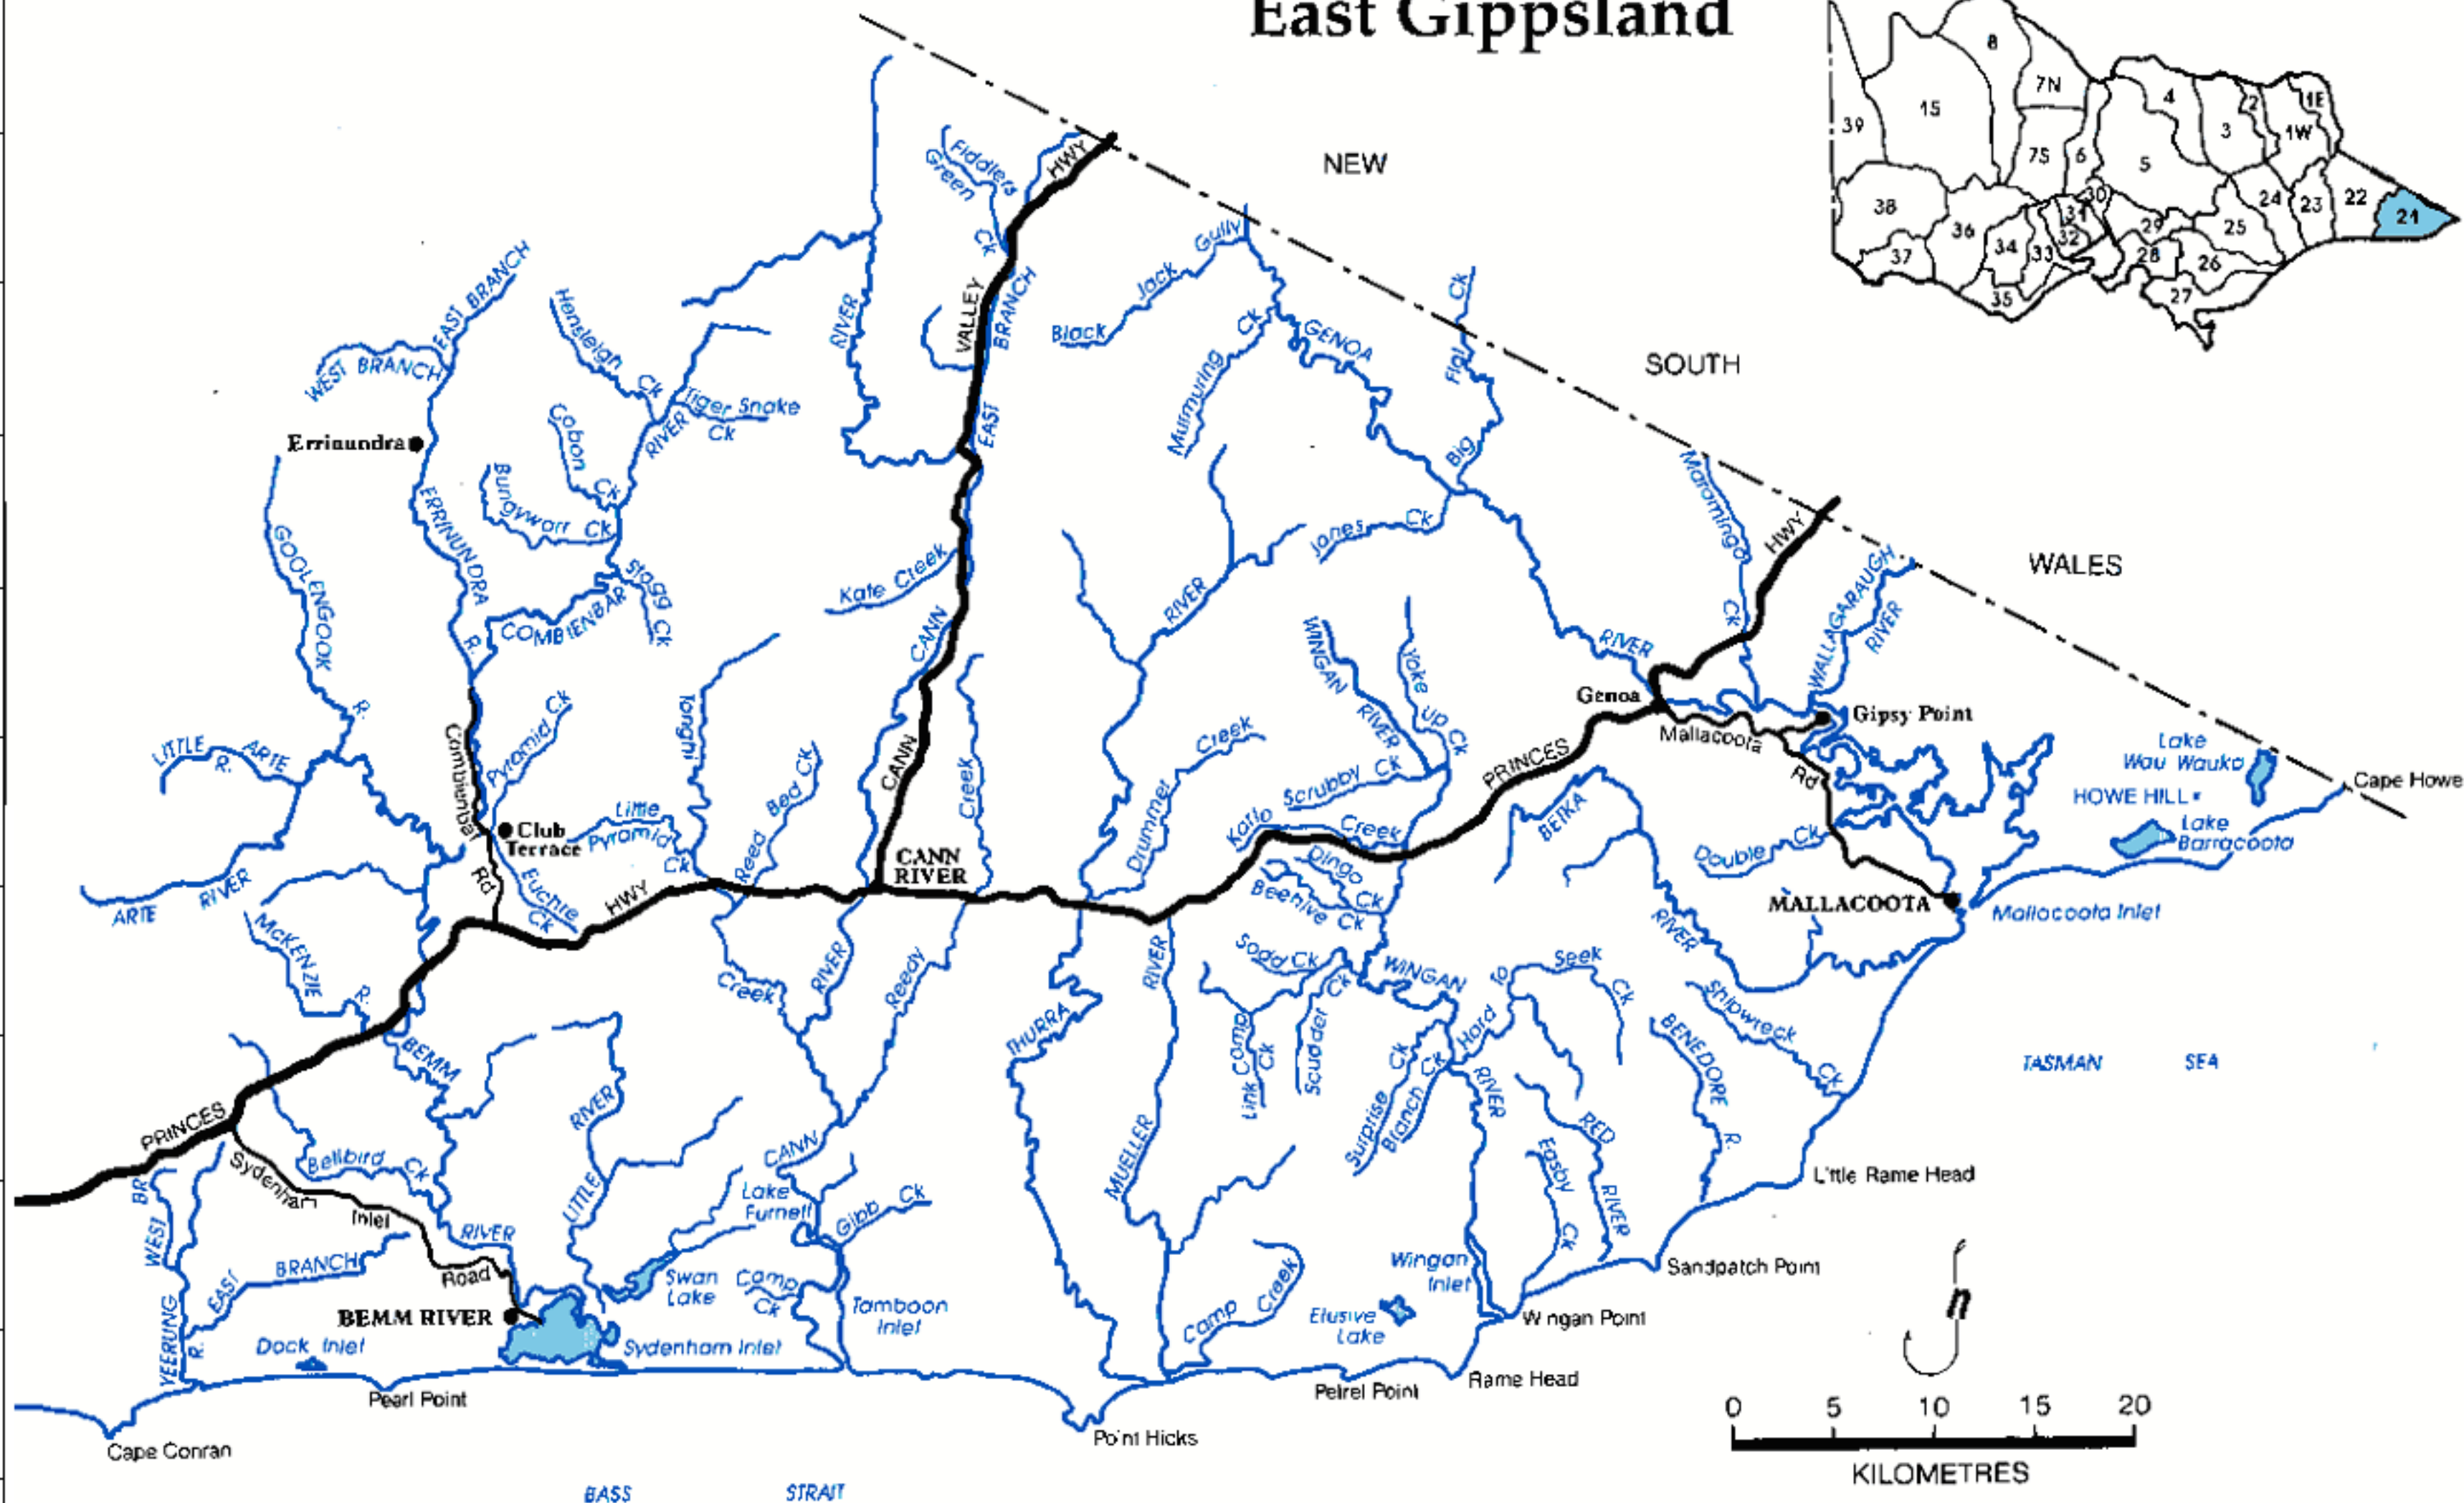 East Gippsland
8
7N
15
39
4
2
1E
3
1W
7S
6
5
38
30
24
23
22
21
31
29
25
36
34
33
32
28
26
37
35
27
NEW
SOUTH
WALES
HWY
Fiddlers
Green
Ck
VALLEY
EAST
BRANCH
RIVER
Black Jack Gully
Murmuring Ck
GENOA
RIVER
Big Flat Ck
EAST BRANCH
WEST BRANCH
Hensleigh Ck
Tiger Snake
Ck
RIVER
Cobon
Ck
Bungywarr Ck
Errinundra
ERRINUNDRA
R.
GOOLENGOOK
R.
COMBIENBAR
Stagg Ck
Kate Creek
CANN
CANN
Jones Ck
RIVER
Maramingo
Ck
HWY
WALLAGARAUGH
RIVER
WINGAN
RIVER
Yoke up Ck
Genoa
Gipsy Point
Mallacoota
Rd
PRINCES
LITTLE
R.
ARTE
Combienbar
Rd
Pyramid Ck
Club
Terrace
Little
Pyramid
Ck
Tonghi
Reed Bed Ck
Creek
Drummer Creek
Scrubby Ck
Karlo
Creek
BETKA
RIVER
Double Ck
Lake
Wau Wauka
Cape Howe
HOWE HILL
Lake
Barracoota
CANN
RIVER
Dingo
Ck
Beehive
Ck
ARTE
RIVER
Euchre
Ck
HWY
McKENZIE
R.
MALLACOOTA
Mallacoota Inlet
Creek
RIVER
Reedy
RIVER
Soda Ck
Ck
WINGAN
Hard to Seek
Ck
Shipwreck
Ck
THURRA
BEMM
Link Camp
Ck
Scudder
Surprise
Ck
Branch
Ck
RIVER
BENEDORE
R.
TASMAN SEA
PRINCES
RIVER
Bellbird Ck
CANN
MUELLER
RED
RIVER
Easby
Ck
Little Rame Head
Sydenham
Inlet
Road
BR
WEST
LITTLE
Lake
Furnell
Gibb Ck
RIVER
EAST
BRANCH
Swan
Lake
Camp
Ck
Camp Creek
Wingan
Inlet
Sandpatch Point
n
BEMM RIVER
Tamboon
Inlet
Elusive
Lake
Wingan Point
YEERUNG
R.
Dock Inlet
Sydenham Inlet
Pearl Point
Petrel Point
Rame Head
Cape Conran
Point Hicks
0 5 10 15 20
KILOMETRES
BASS STRAIT